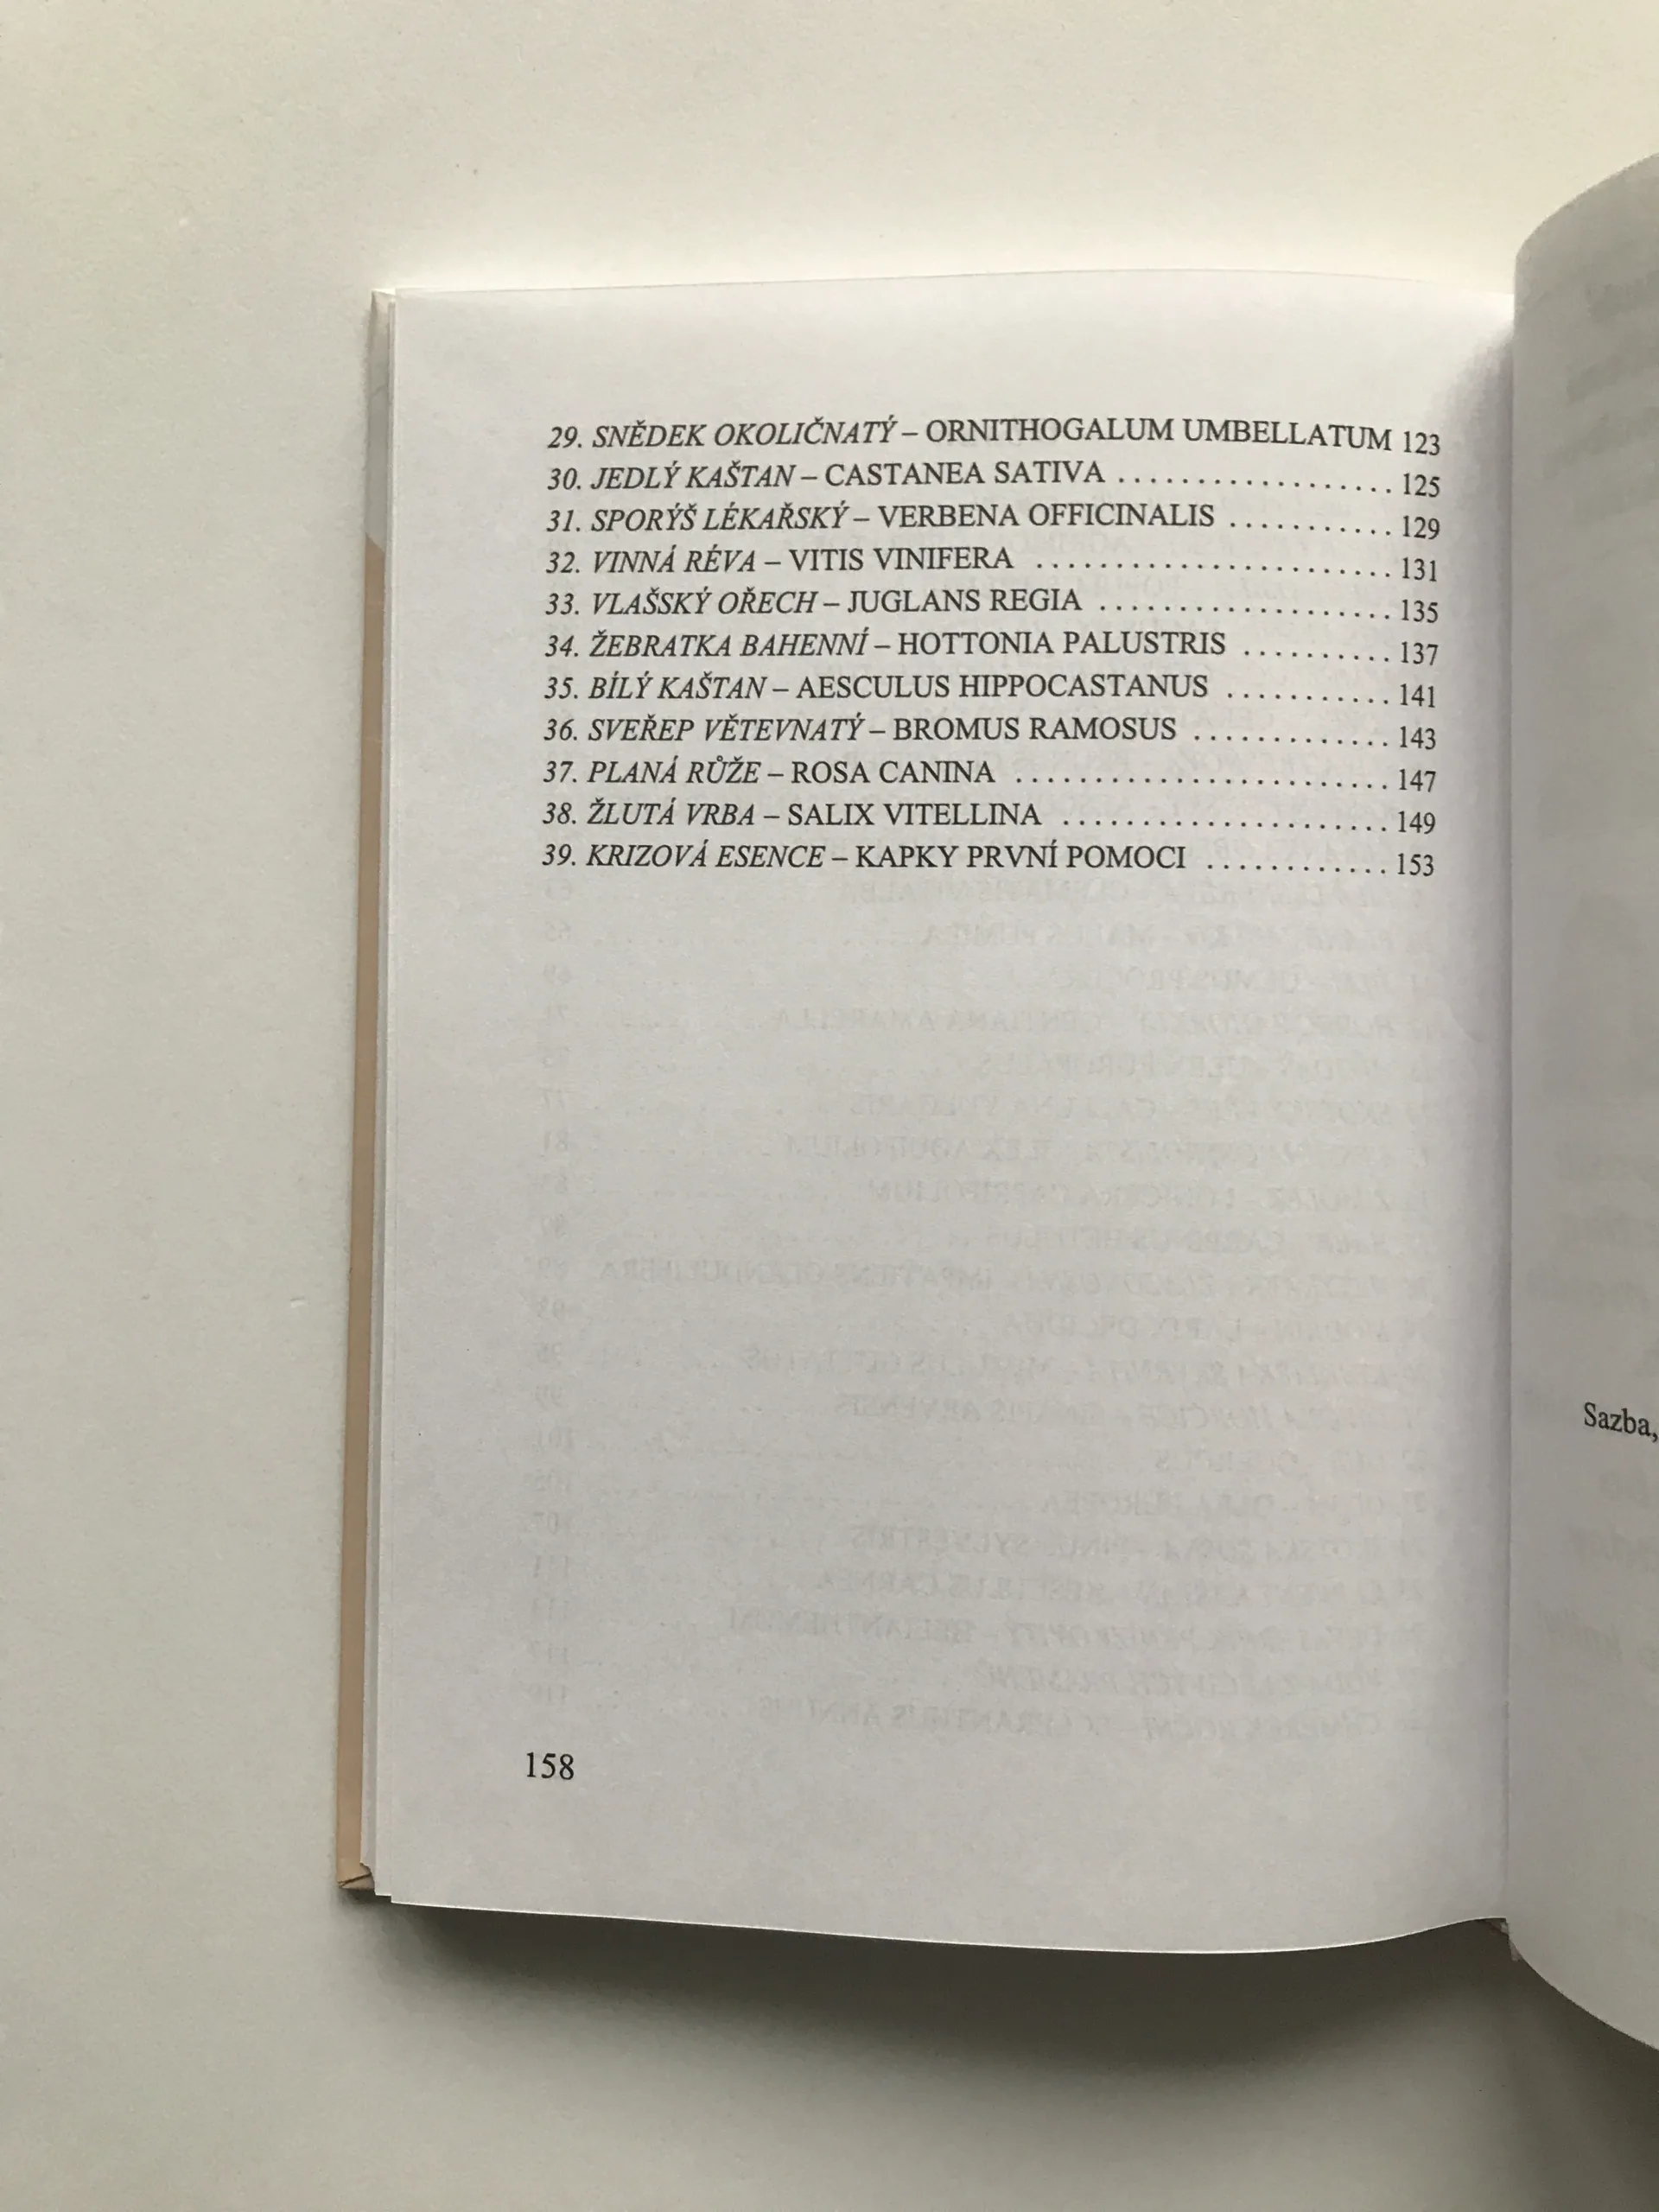 29. SNĚDEK OKOLIČNATÝ – ORNITHOGALUM UMBELLATUM 123
30. JEDLÝ KAŠTAN – CASTANEA SATIVA .................. 125
31. SPORÝŠ LÉKAŘSKÝ – VERBENA OFFICINALIS ........... 129
32. VINNÁ RÉVA – VITIS VINIFERA ....................... 131
33. VLAŠSKÝ OŘECH – JUGLANS REGIA ................... 135
34. ŽEBRATKA BAHENNÍ – HOTTONIA PALUSTRIS .......... 137
35. BÍLÝ KAŠTAN – AESCULUS HIPPOCASTANUS ........... 141
36. SVEŘEP VĚTEVNATÝ – BROMUS RAMOSUS ............. 143
37. PLANÁ RŮŽE – ROSA CANINA ........................ 147
38. ŽLUTÁ VRBA – SALIX VITELLINA ..................... 149
39. KRIZOVÁ ESENCE – KAPKY PRVNÍ POMOCI ............ 153
158
Sazba,